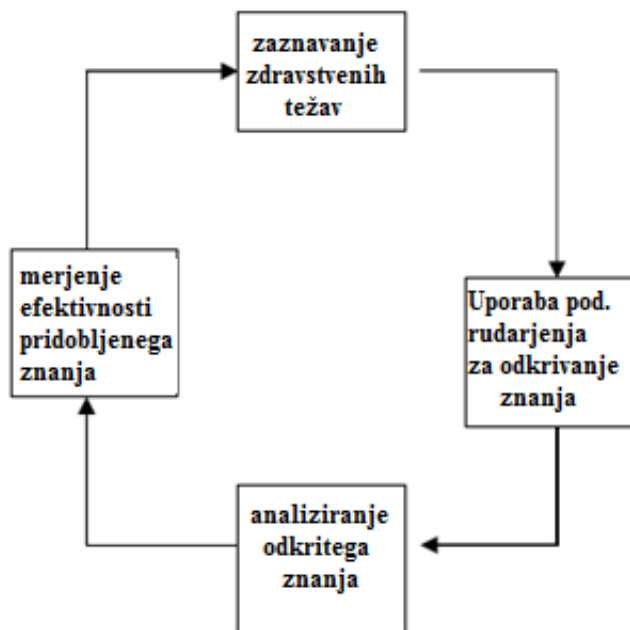 zaznavanje
zdravstvenih
težav
Uporaba pod.
rudarjenja
za odkrivanje
znanja
analiziranje
odkritega
znanja
merjenje
efektivnosti
pridobljenega
znanja